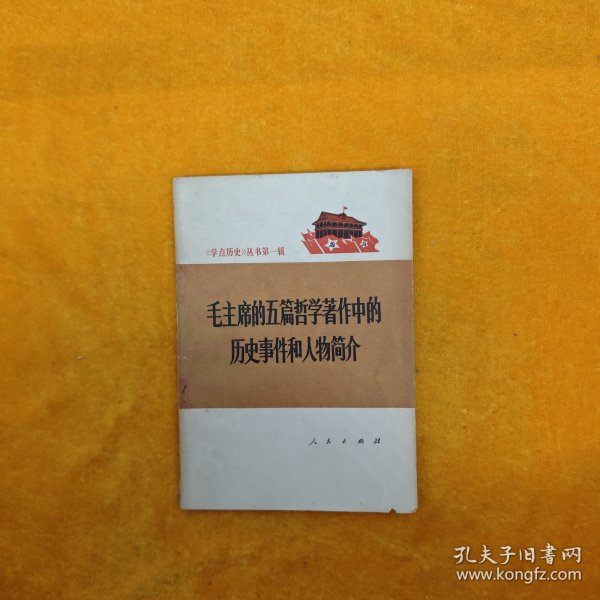 《学点历史》丛书第一辑
毛主席的五篇哲学著作中的
历史事件和人物简介
人民出版社
孔夫子旧书网
www.kongfz.com